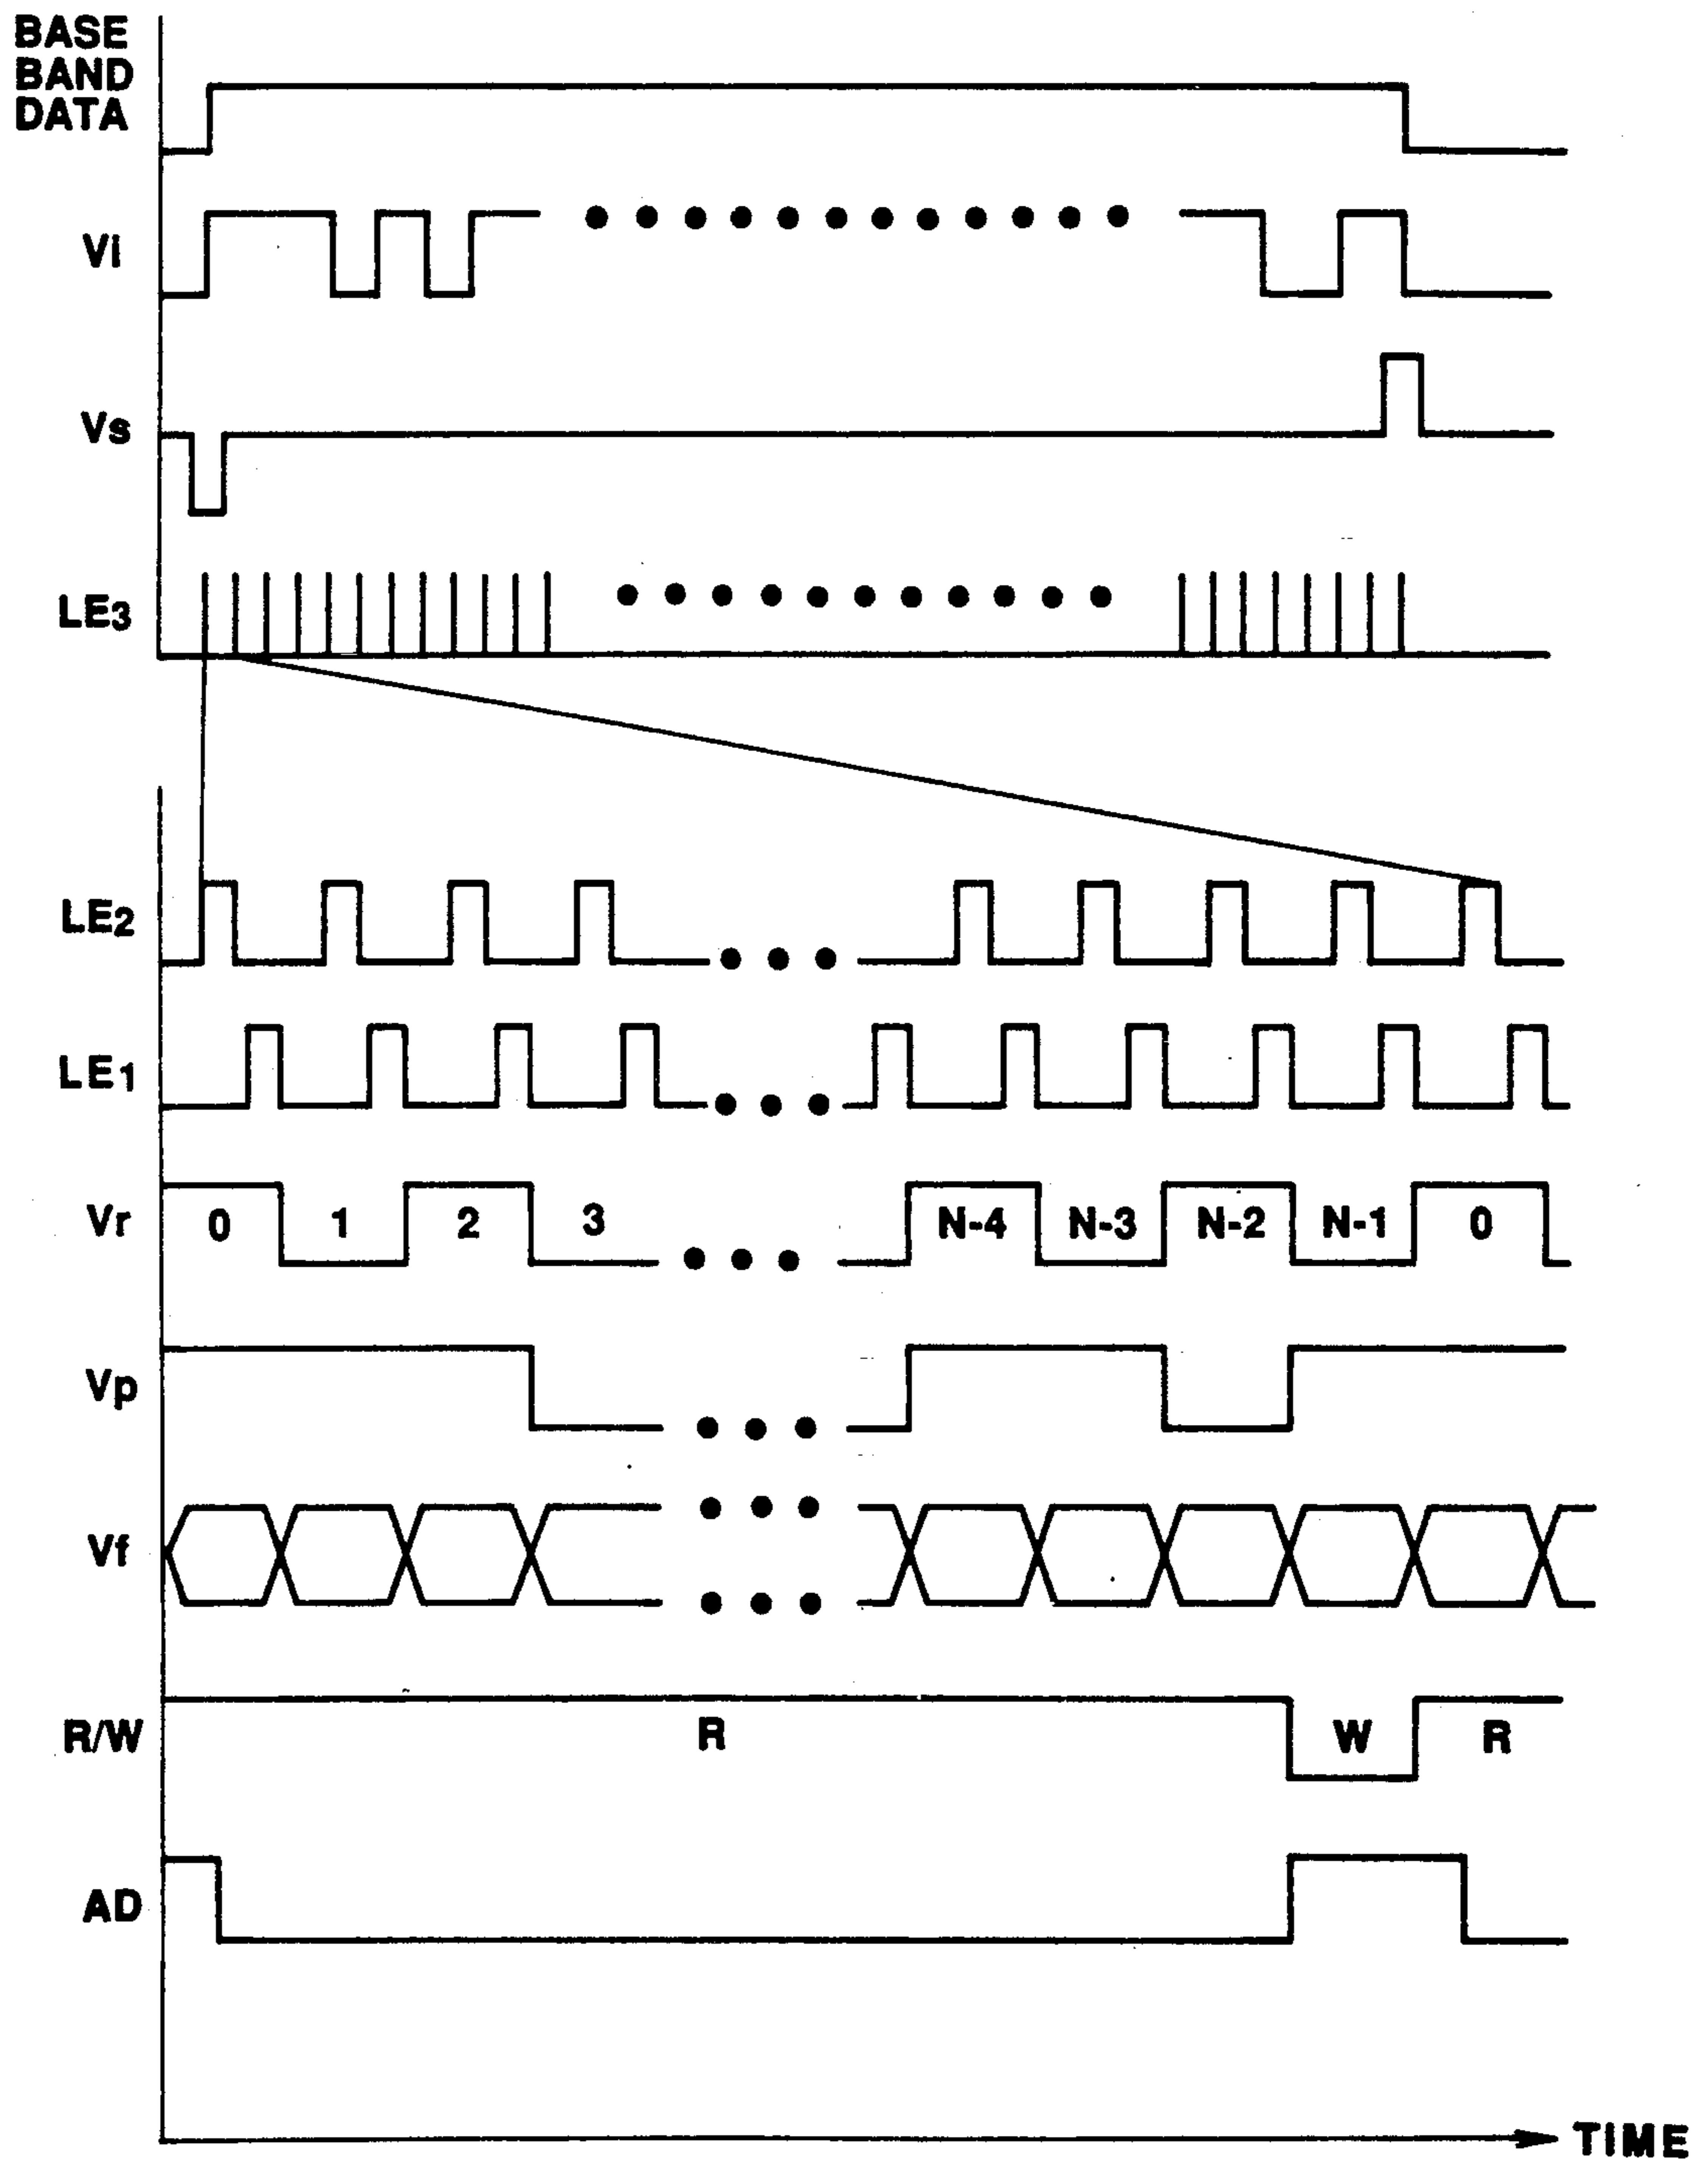 BASE
BAND
DATA
Vi
Vs
LE3
LE2
LE1
Vr 0 1 2 3 N-4 N-3 N-2 N-1 0
Vp
Vf
R/W R W R
AD
TIME